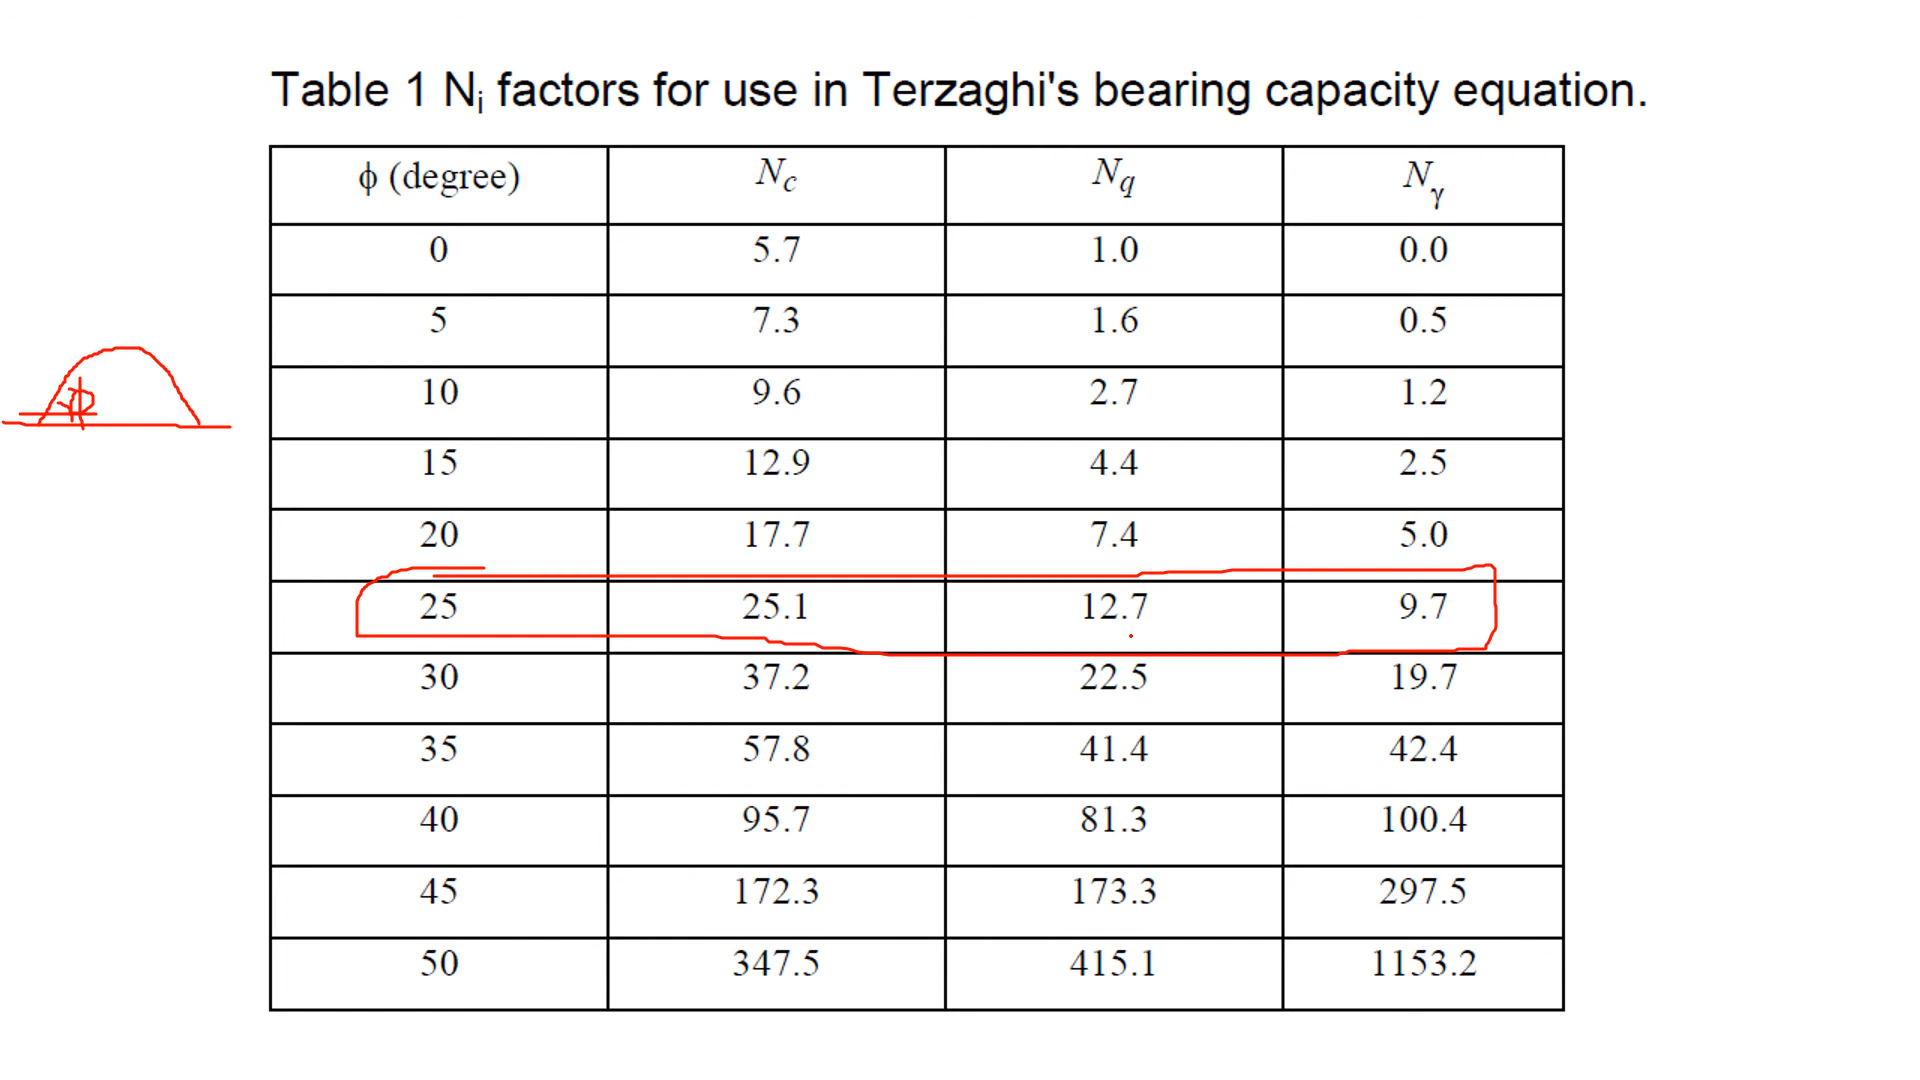 Table 1 Ni factors for use in Terzaghi's bearing capacity equation.
ϕ (degree) Nc Nq Nγ
0 5.7 1.0 0.0
5 7.3 1.6 0.5
10 9.6 2.7 1.2
15 12.9 4.4 2.5
20 17.7 7.4 5.0
25 25.1 12.7 9.7
30 37.2 22.5 19.7
35 57.8 41.4 42.4
40 95.7 81.3 100.4
45 172.3 173.3 297.5
50 347.5 415.1 1153.2
ϕ